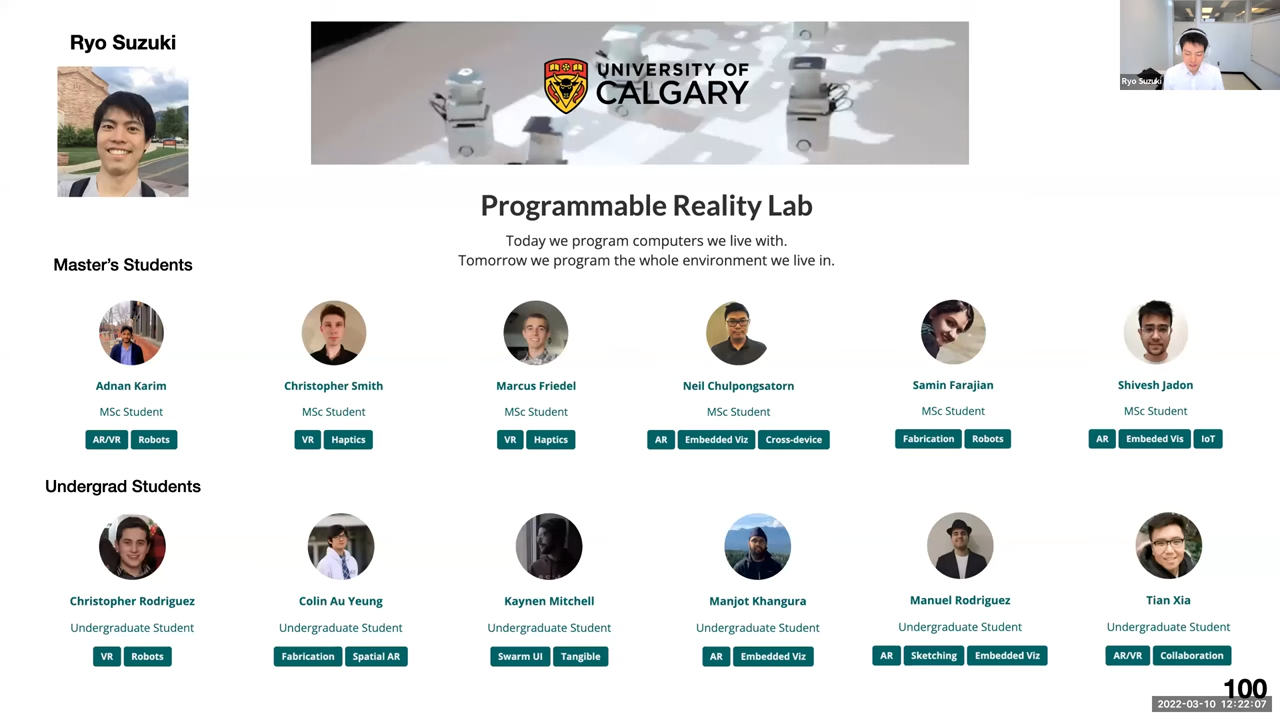 Ryo Suzuki
UNIVERSITY OF
CALGARY
Ryo Suzuki
Programmable Reality Lab
Today we program computers we live with.
Tomorrow we program the whole environment we live in.
Master's Students
Adnan Karim
MSc Student
AR/VR Robots
Christopher Smith
MSc Student
VR Haptics
Marcus Friedel
MSc Student
VR Haptics
Neil Chulpongsatorn
MSc Student
AR Embedded Viz Cross-device
Samin Farajian
MSc Student
Fabrication Robots
Shivesh Jadon
MSc Student
AR Embeded Vis IoT
Undergrad Students
Christopher Rodriguez
Undergraduate Student
VR Robots
Colin Au Yeung
Undergraduate Student
Fabrication Spatial AR
Kaynen Mitchell
Undergraduate Student
Swarm UI Tangible
Manjot Khangura
Undergraduate Student
AR Embedded Viz
Manuel Rodriguez
Undergraduate Student
AR Sketching Embedded Viz
Tian Xia
Undergraduate Student
AR/VR Collaboration
100
2022-03-10 12:22:07